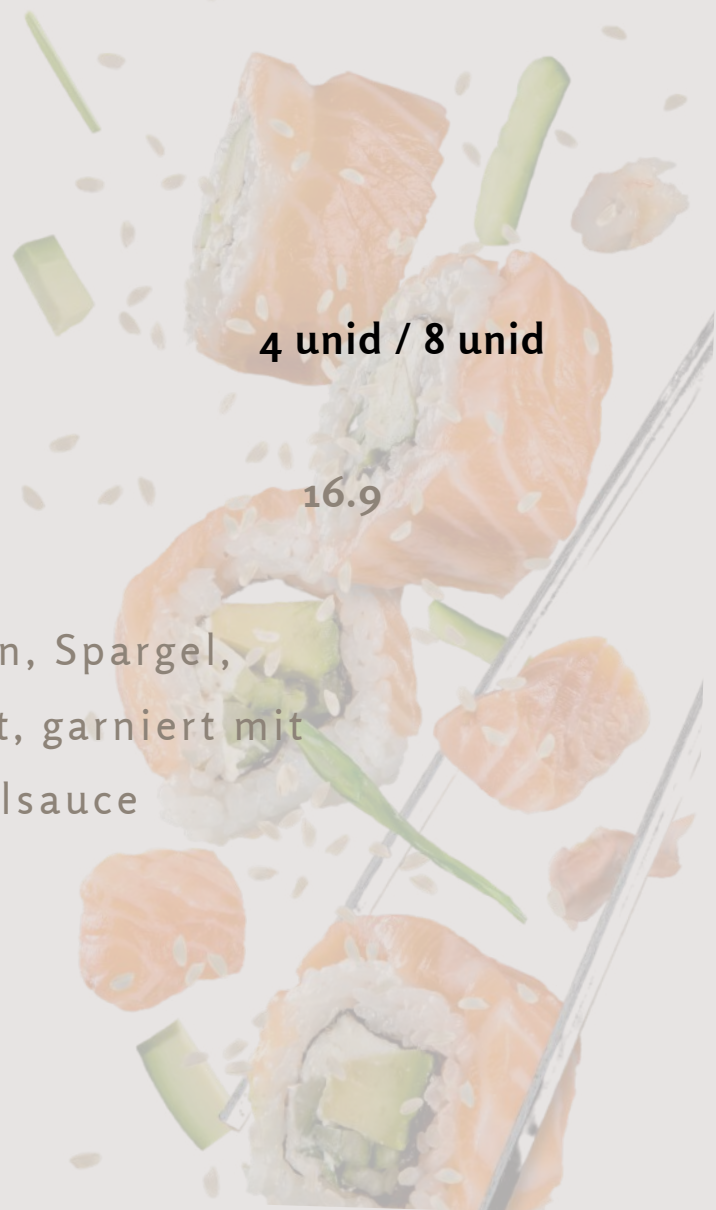 4 unid / 8 unid
16.9
n, Spargel,
t, garniert mit
lsauce